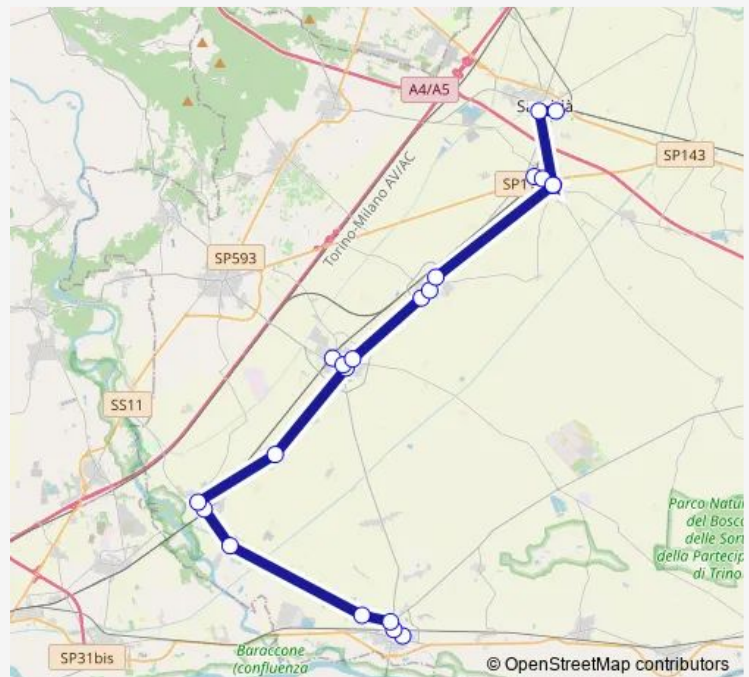 A4/A5
SP143
Torino-Milano AV/AC
SP593
SS11
Parco Natu
del Bosc
delle Sor
della Partecip
di Trino
Baraccone
(confluenza
SP31bis
© OpenStreetMap contributors